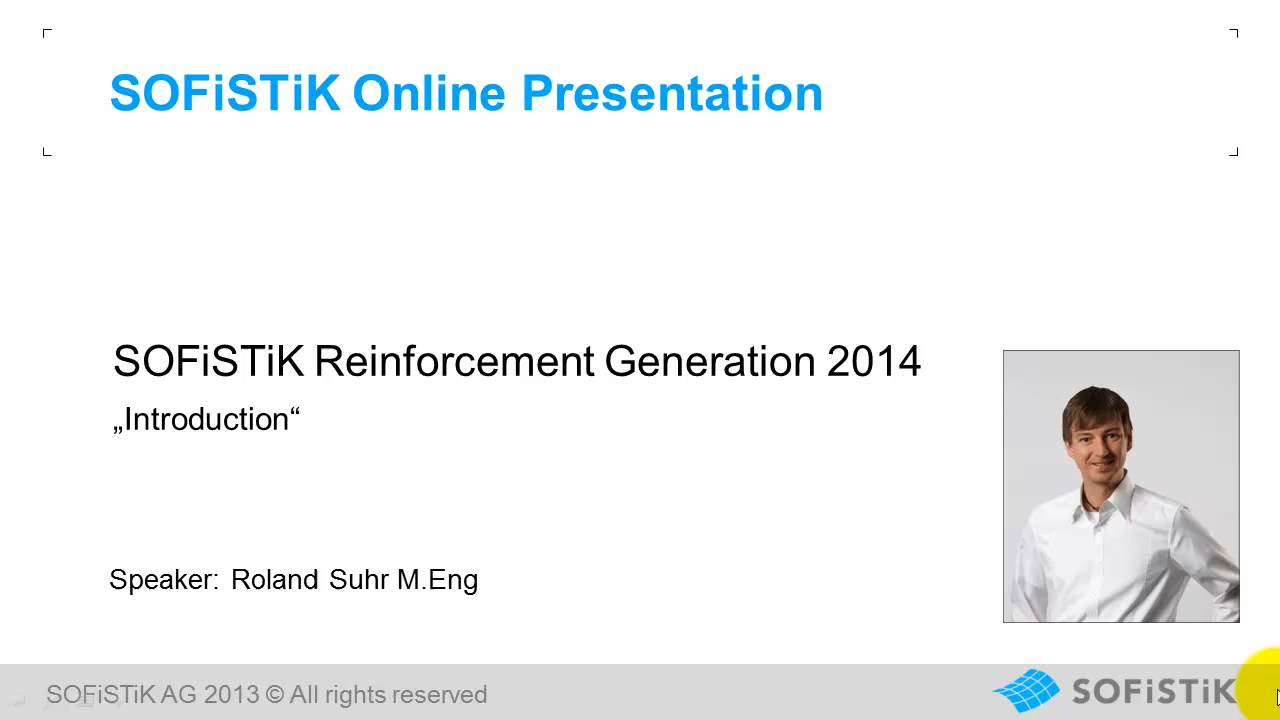 SOFiSTiK Online Presentation
SOFiSTiK Reinforcement Generation 2014
„Introduction“
Speaker: Roland Suhr M.Eng
SOFiSTiK AG 2013 © All rights reserved
SOFiSTiK